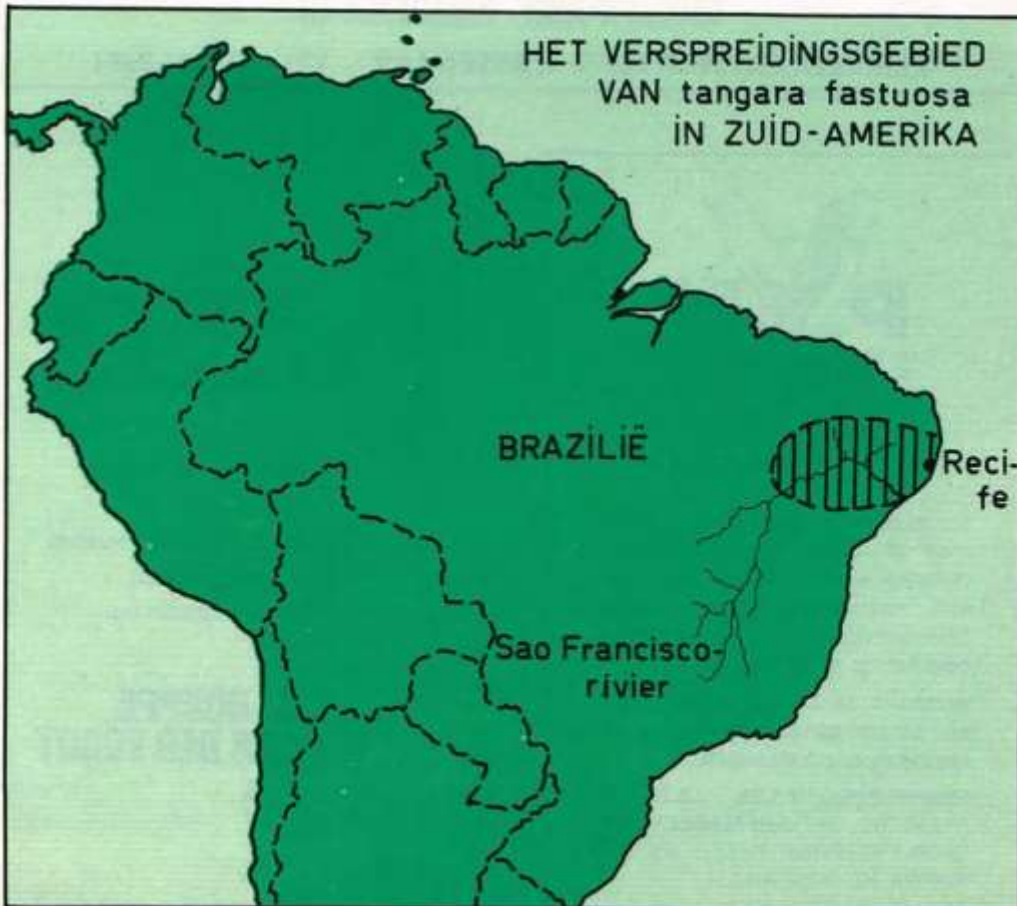 HET VERSPREiDiNGSGEBiED
VAN tangara fastuosa
iN ZUiD-AMERiKA
BRAZiLiË
Reci-
fe
Sao Francisco-
rivier